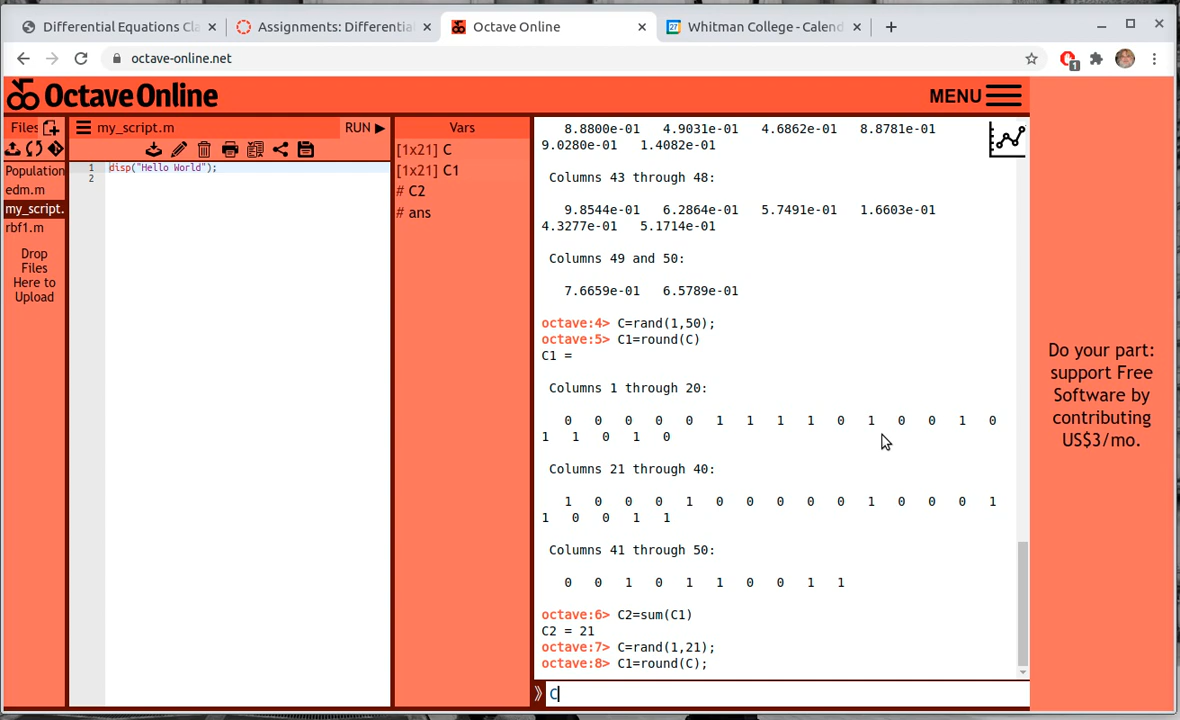 Differential Equations Cla
Assignments: Differentia
Octave Online
Whitman College - Calend
octave-online.net
1
OctaveOnline
MENU
Files
my_script.m
RUN
Vars
Population
edm.m
my_script.
rbf1.m
Drop
Files
Here to
Upload
1 disp("Hello World");
2
[1x21] C
[1x21] C1
# C2
# ans
8.8800e-01 4.9031e-01 4.6862e-01 8.8781e-01
9.0280e-01 1.4082e-01
Columns 43 through 48:
9.8544e-01 6.2864e-01 5.7491e-01 1.6603e-01
4.3277e-01 5.1714e-01
Columns 49 and 50:
7.6659e-01 6.5789e-01
octave:4> C=rand(1,50);
octave:5> C1=round(C)
C1 =
Columns 1 through 20:
0 0 0 0 0 1 1 1 1 0 1 0 0 1 0
1 1 0 1 0
Columns 21 through 40:
1 0 0 0 1 0 0 0 0 0 1 0 0 0 1
1 0 0 1 1
Columns 41 through 50:
0 0 1 0 1 1 0 0 1 1
octave:6> C2=sum(C1)
C2 = 21
octave:7> C=rand(1,21);
octave:8> C1=round(C);
C
Do your part:
support Free
Software by
contributing
US$3/mo.